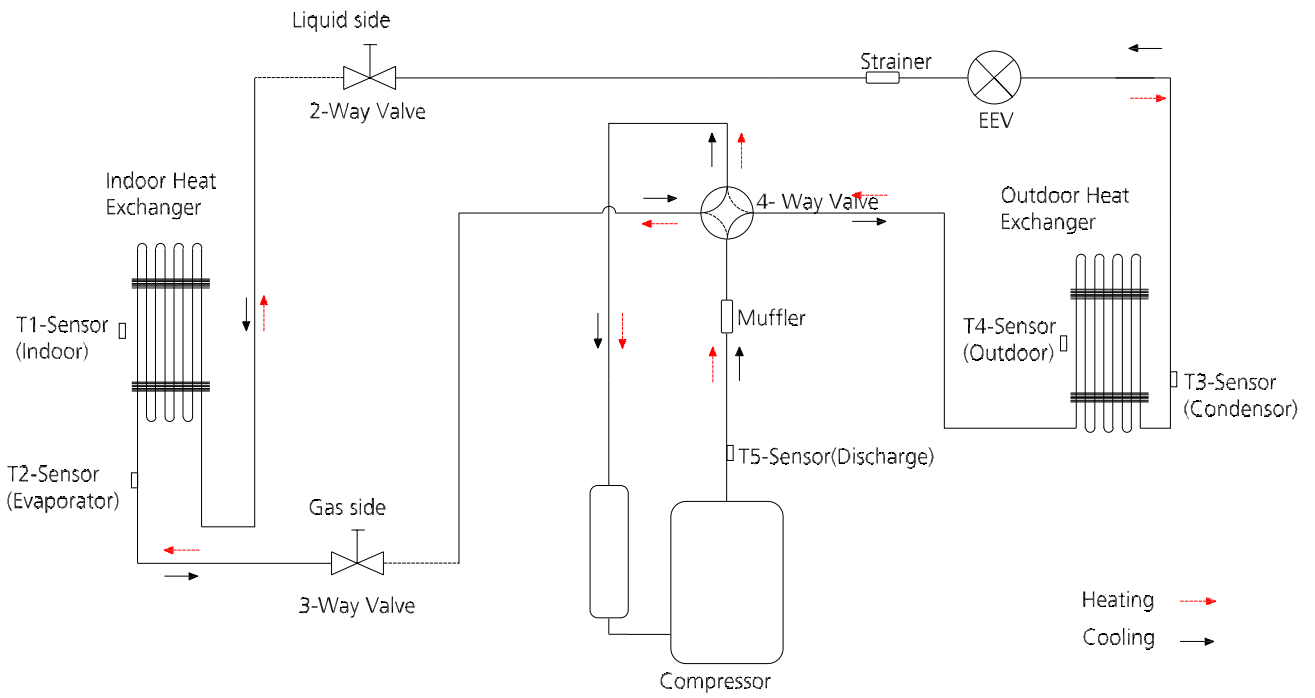 Liquid side
2-Way Valve
Strainer
EEV
Indoor Heat
Exchanger
4- Way Valve
Outdoor Heat
Exchanger
T1-Sensor
(Indoor)
Muffler
T4-Sensor
(Outdoor)
T3-Sensor
(Condensor)
T2-Sensor
(Evaporator)
T5-Sensor(Discharge)
Gas side
3-Way Valve
Heating
Cooling
Compressor